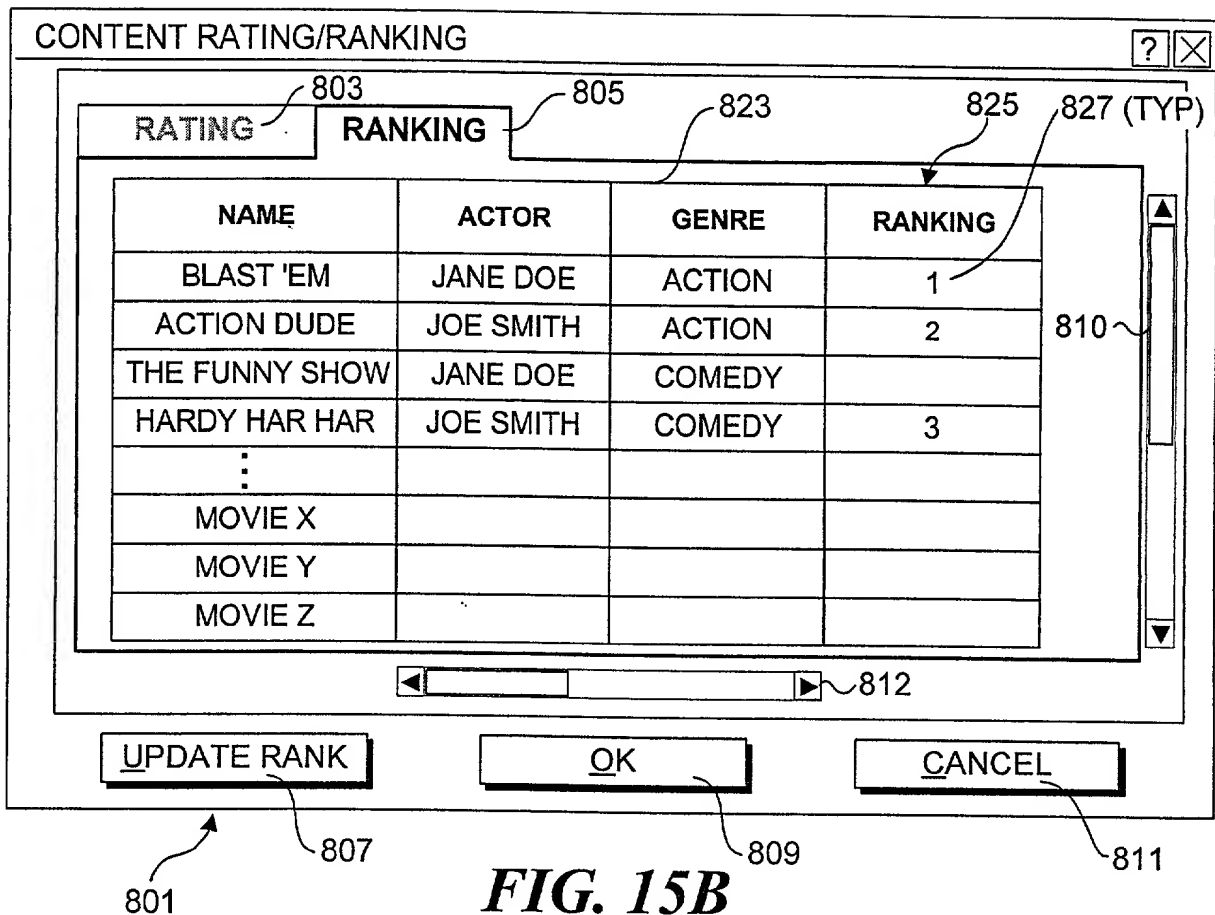 CONTENT RATING/RANKING ?
803 805 823 825 827 (TYP)
RATING RANKING
NAME ACTOR GENRE RANKING
BLAST 'EM JANE DOE ACTION 1
ACTION DUDE JOE SMITH ACTION 2
810
THE FUNNY SHOW JANE DOE COMEDY
HARDY HAR HAR JOE SMITH COMEDY 3
MOVIE X
MOVIE Y
MOVIE Z
812
UPDATE RANK OK CANCEL
807 809 811
801
FIG. 15B